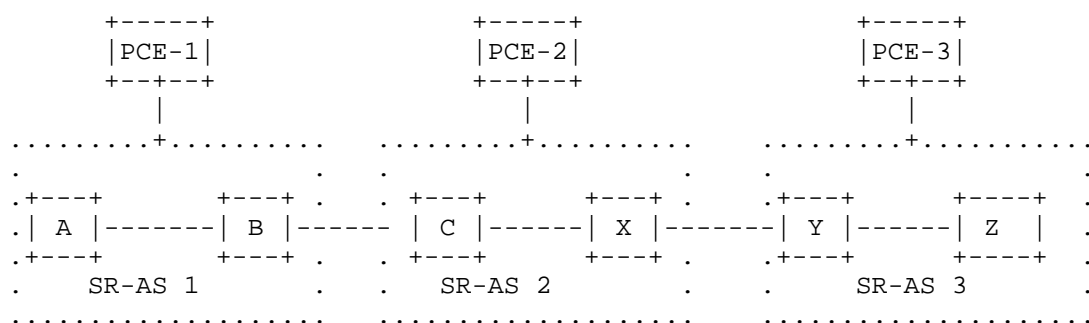 +-----+ +-----+ +-----+
|PCE-1| |PCE-2| |PCE-3|
+--+--+ +--+--+ +--+--+
| | |
.........+.......... .........+.......... .........+...........
. . . . . .
.+---+ +---+ . . +---+ +---+ . .+---+ +----+ .
.| A |-------| B |------ | C |------| X |-------| Y |------| Z | .
.+---+ +---+ . . +---+ +---+ . .+---+ +----+ .
. SR-AS 1 . . SR-AS 2 . . SR-AS 3 .
.................... .................... .....................